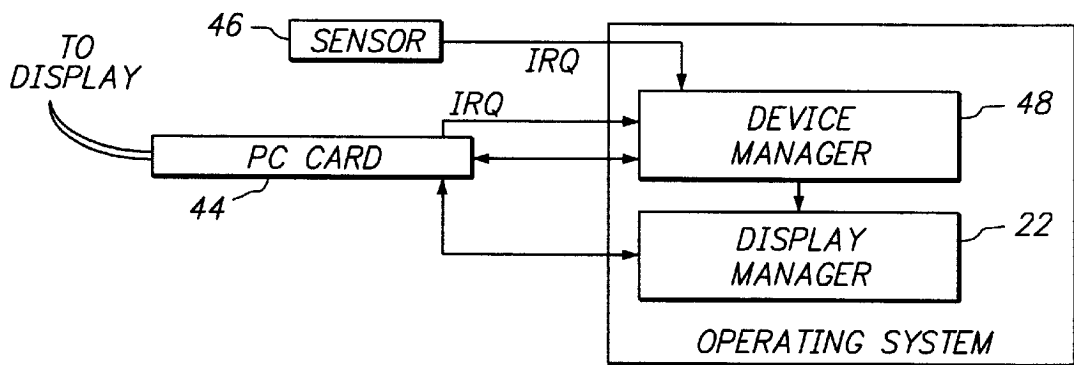 46
SENSOR
TO
DISPLAY
IRQ
IRQ
PC CARD
44
DEVICE
MANAGER
48
DISPLAY
MANAGER
22
OPERATING SYSTEM